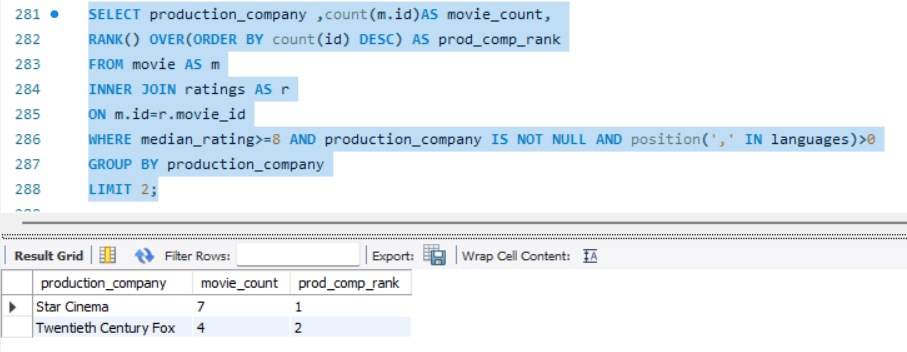 281 SELECT production_company ,count(m.id)AS movie_count,
282 RANK() OVER(ORDER BY count(id) DESC) AS prod_comp_rank
283 FROM movie AS m
284 INNER JOIN ratings AS r
285 ON m.id=r.movie_id
286 WHERE median_rating>=8 AND production_company IS NOT NULL AND position(',' IN languages)>0
287 GROUP BY production_company
288 LIMIT 2;
Result Grid Filter Rows: Export: Wrap Cell Content:
production_company movie_count prod_comp_rank
Star Cinema 7 1
Twentieth Century Fox 4 2